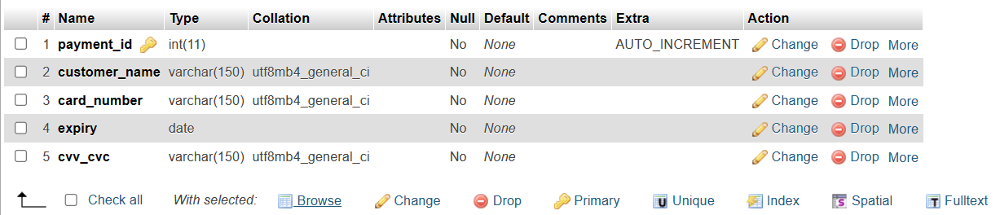 # Name Type Collation Attributes Null Default Comments Extra Action
1 payment_id int(11) No None AUTO_INCREMENT Change Drop More
2 customer_name varchar(150) utf8mb4_general_ci No None Change Drop More
3 card_number varchar(150) utf8mb4_general_ci No None Change Drop More
4 expiry date No None Change Drop More
5 cvv_cvc varchar(150) utf8mb4_general_ci No None Change Drop More
Check all With selected: Browse Change Drop Primary Unique Index Spatial Fulltext